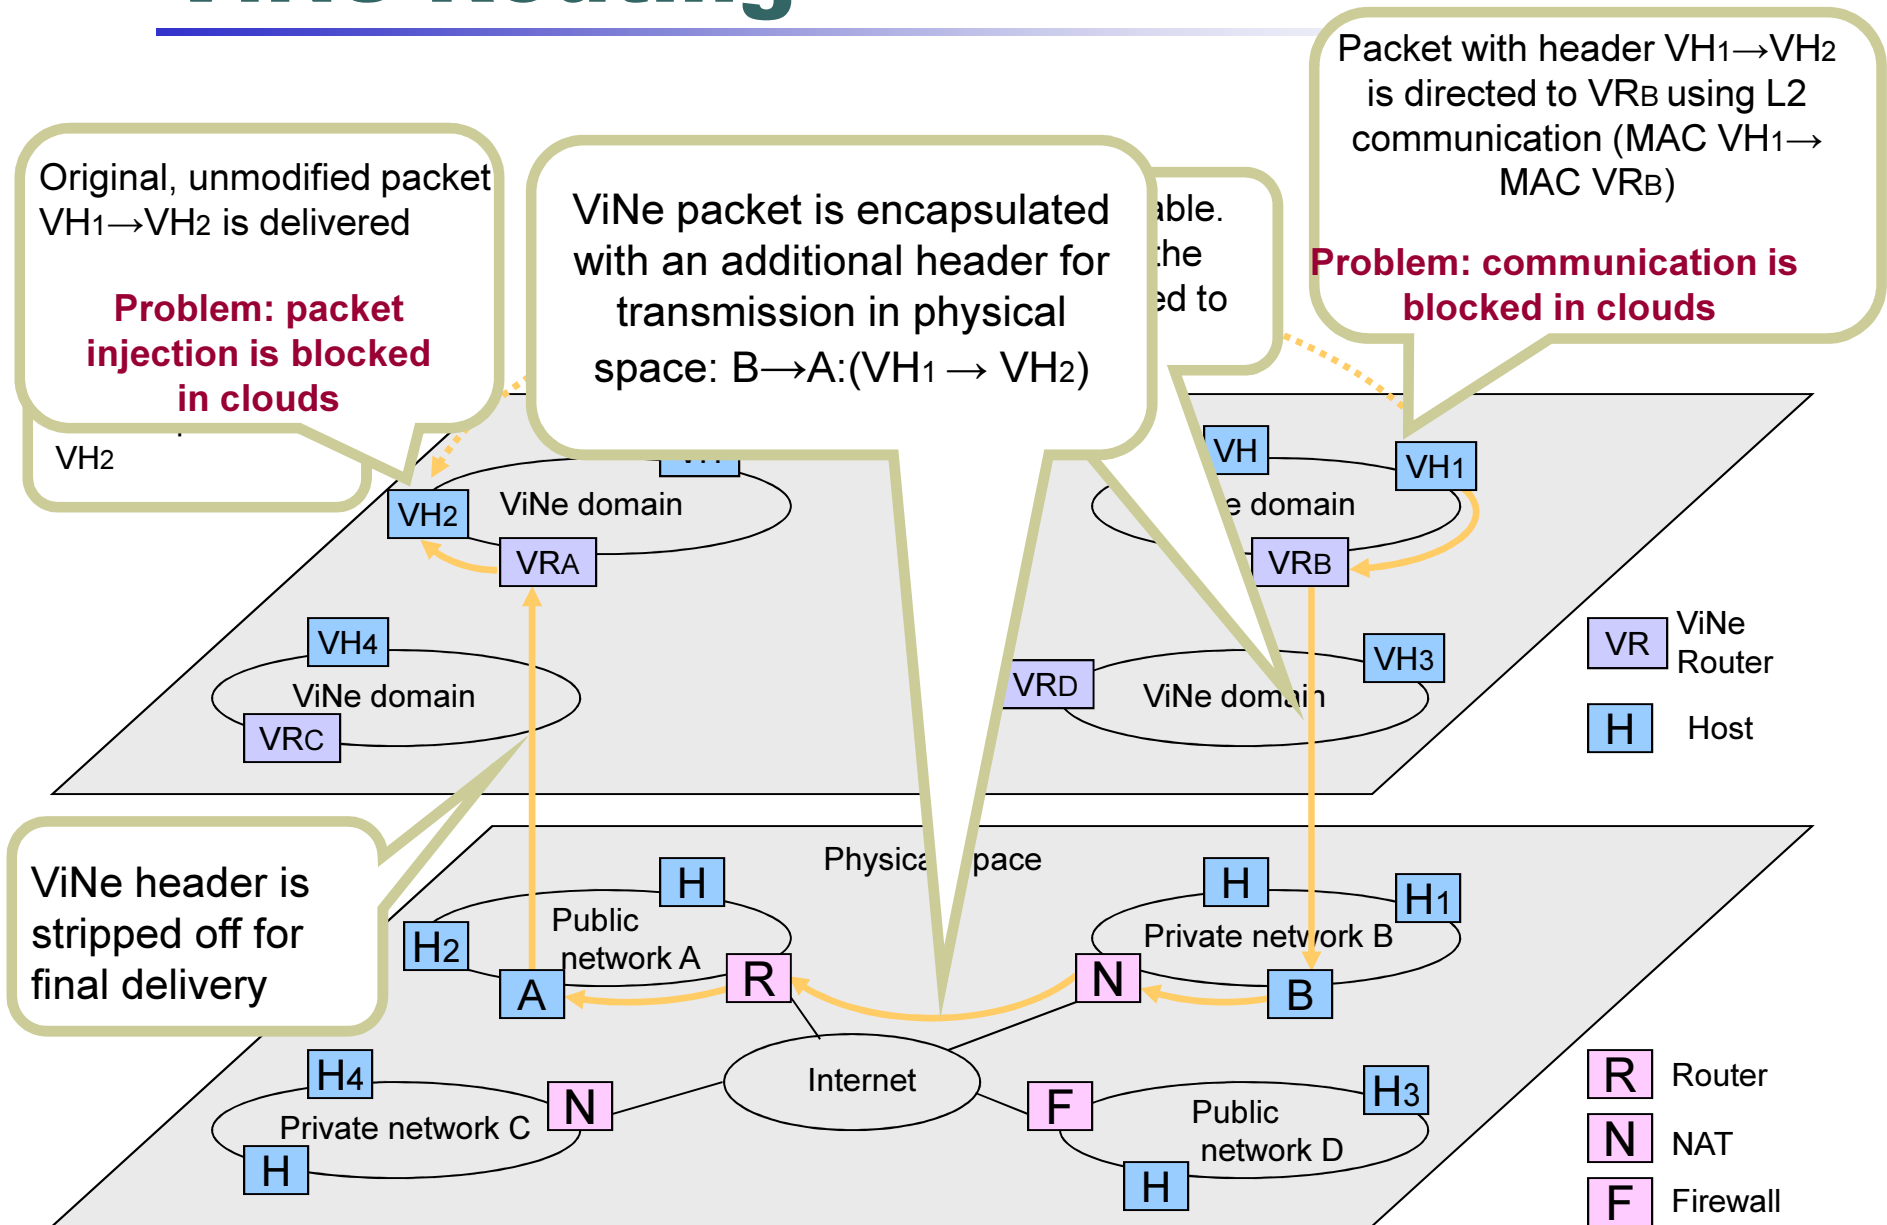 ViNe Routing
Packet with header VH1→VH2
is directed to VRB using L2
communication (MAC VH1→
MAC VRB)
Problem: communication is
blocked in clouds
Original, unmodified packet
VH1→VH2 is delivered
Problem: packet
injection is blocked
in clouds
VH2
ViNe packet is encapsulated
with an additional header for
transmission in physical
space: B→A:(VH1 → VH2)
the
to
VH
VH1
VH2
ViNe domain
domain
VRA
VRB
VH4
ViNe domain
VRC
VH3
VRD
ViNe domain
VR
ViNe
Router
H
Host
ViNe header is
stripped off for
final delivery
Physical space
H
Public
network A
H2
A
R
H
H1
Private network B
N
B
Internet
H4
Private network C
N
H
F
Public
network D
H3
H
R
Router
N
NAT
F
Firewall